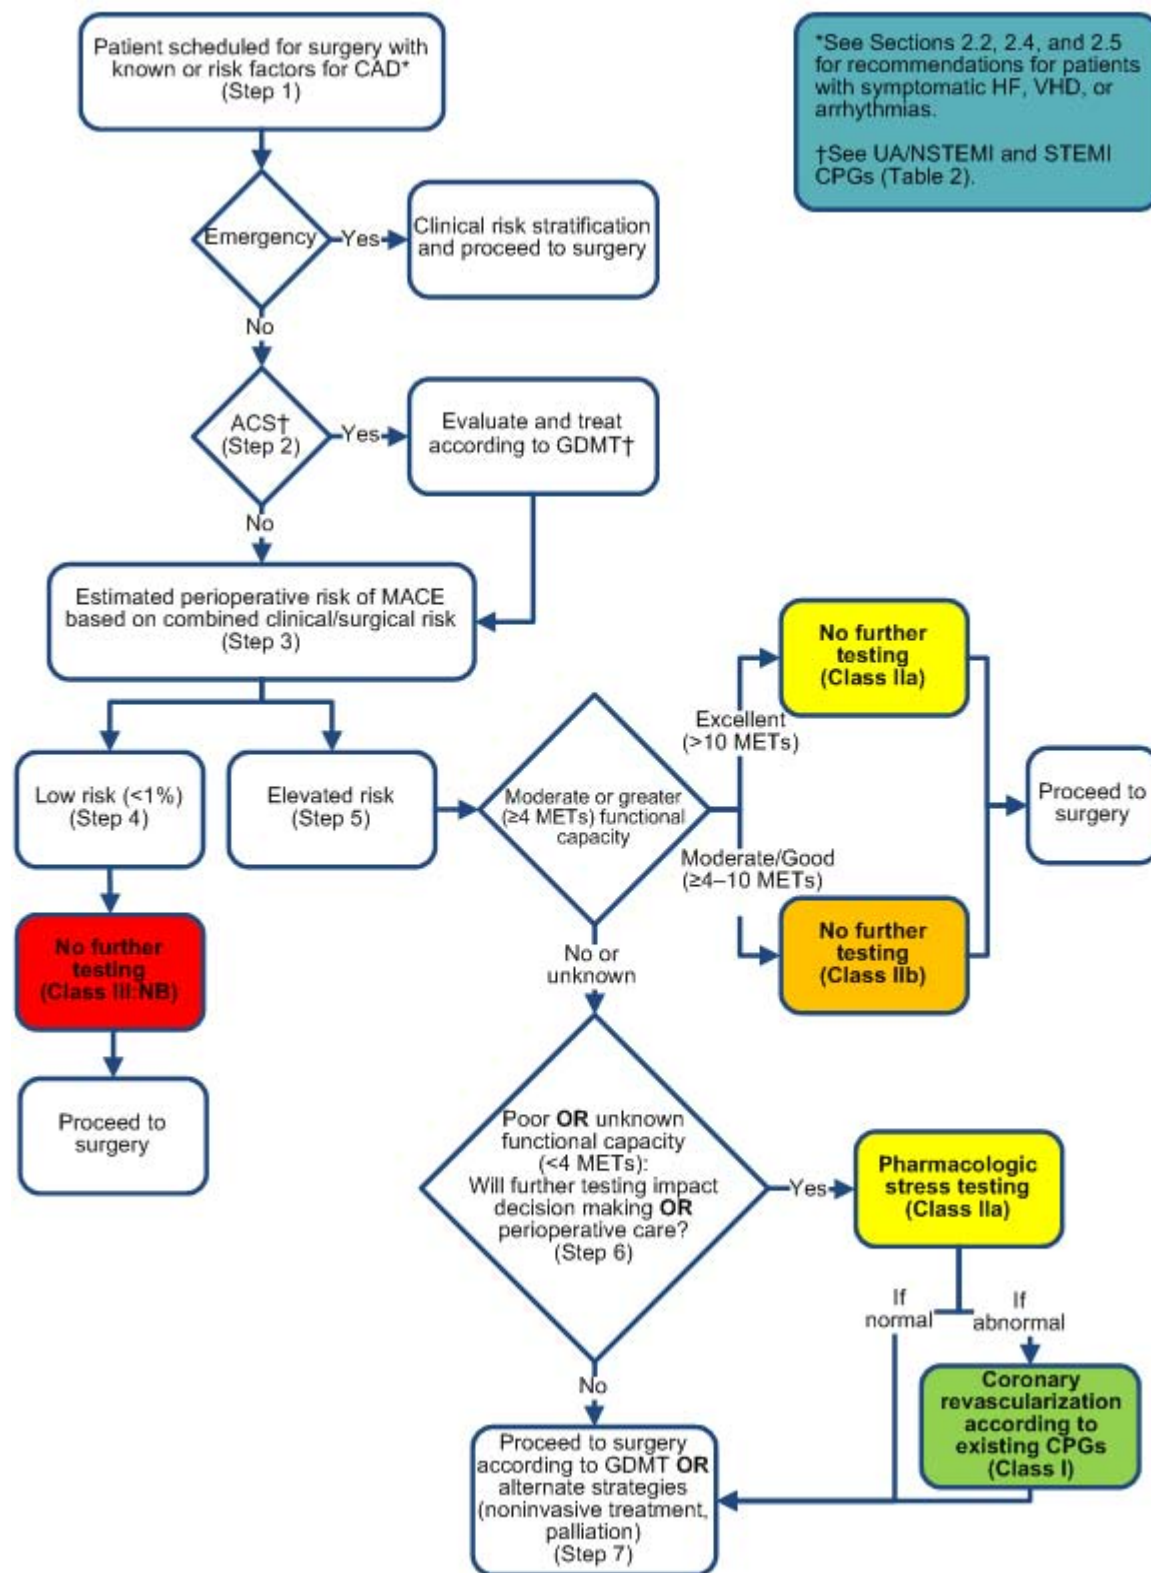 Patient scheduled for surgery with
known or risk factors for CAD*
(Step 1)
*See Sections 2.2, 2.4, and 2.5
for recommendations for patients
with symptomatic HF, VHD, or
arrhythmias.
†See UA/NSTEMI and STEMI
CPGs (Table 2).
Emergency
Yes
Clinical risk stratification
and proceed to surgery
No
ACS†
(Step 2)
Yes
Evaluate and treat
according to GDMT†
No
Estimated perioperative risk of MACE
based on combined clinical/surgical risk
(Step 3)
Low risk (<1%)
(Step 4)
Elevated risk
(Step 5)
Moderate or greater
(≥4 METs) functional
capacity
Excellent
(>10 METs)
No further
testing
(Class IIa)
Moderate/Good
(≥4–10 METs)
No further
testing
(Class IIb)
Proceed to
surgery
No further
testing
(Class III:NB)
Proceed to
surgery
No or
unknown
Poor OR unknown
functional capacity
(<4 METs):
Will further testing impact
decision making OR
perioperative care?
(Step 6)
Yes
Pharmacologic
stress testing
(Class IIa)
If
normal
If
abnormal
Coronary
revascularization
according to
existing CPGs
(Class I)
No
Proceed to surgery
according to GDMT OR
alternate strategies
(noninvasive treatment,
palliation)
(Step 7)